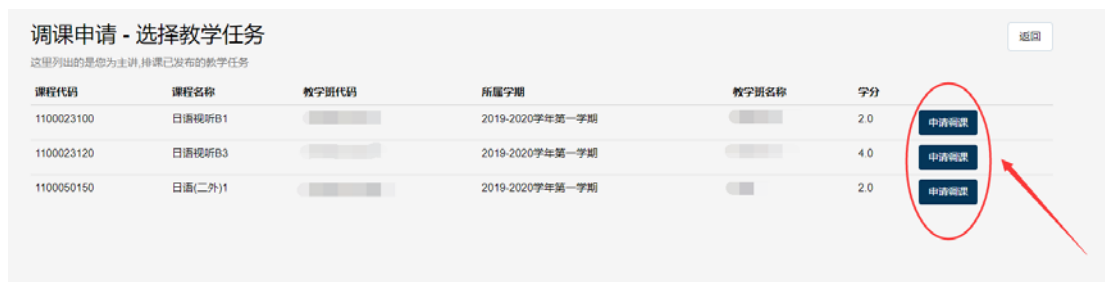 调课申请 - 选择教学任务
返回
这里列出的是您为主讲,排课已发布的教学任务
课程代码 课程名称 教学班代码 所属学期 教学班名称 学分
1100023100 日语视听B1 2019-2020学年第一学期 2.0 申请调课
1100023120 日语视听B3 2019-2020学年第一学期 4.0 申请调课
1100050150 日语(二外)1 2019-2020学年第一学期 2.0 申请调课